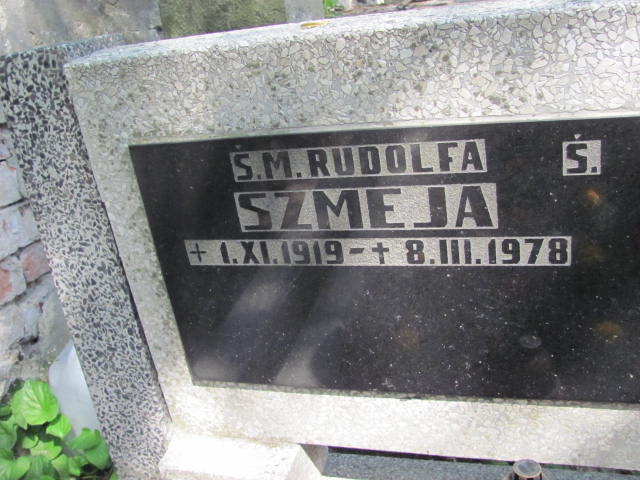 Ś.M. RUDOLFA Ś.
SZMEJA
+ 1.XI.1919 - + 8.III.1978